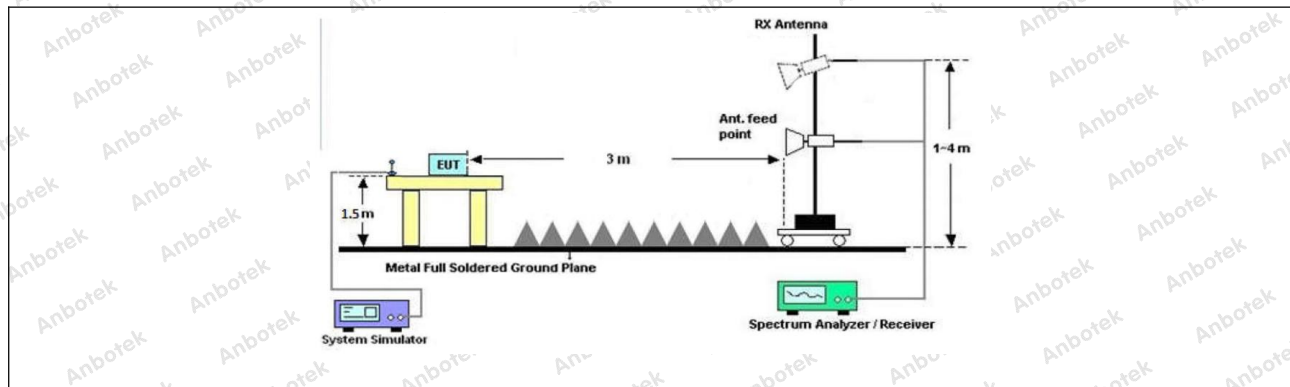 RX Antenna
Ant. feed
point
3 m
1~4 m
EUT
1.5 m
Metal Full Soldered Ground Plane
System Simulator
Spectrum Analyzer / Receiver
Anbotek